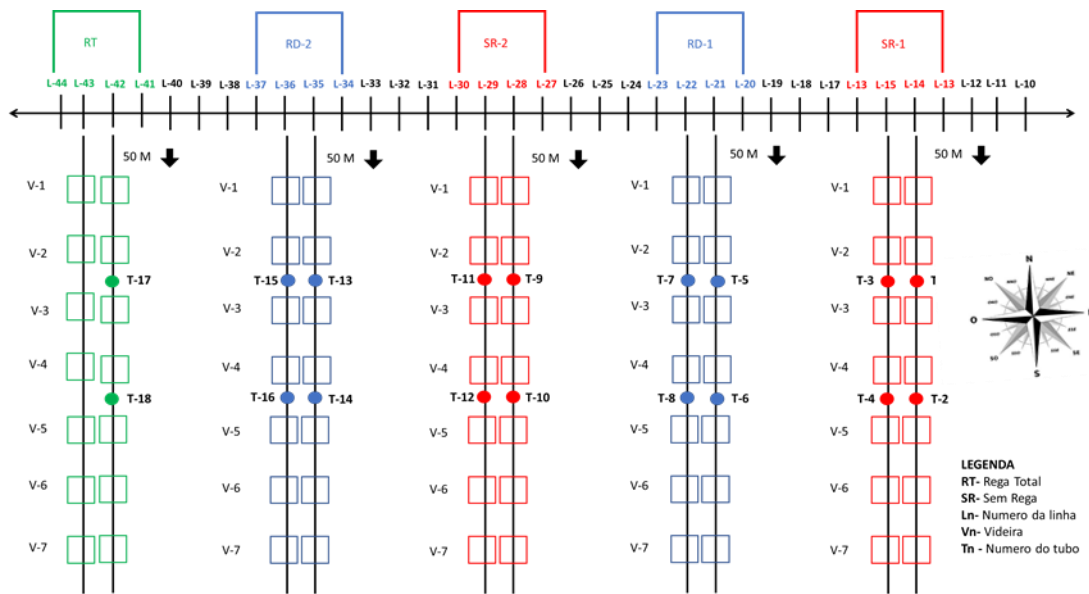 RT RD-2 SR-2 RD-1 SR-1
L-44 L-43 L-42 L-41 L-40 L-39 L-38 L-37 L-36 L-35 L-34 L-33 L-32 L-31 L-30 L-29 L-28 L-27 L-26 L-25 L-24 L-23 L-22 L-21 L-20 L-19 L-18 L-17 L-13 L-15 L-14 L-13 L-12 L-11 L-10
50 M 50 M 50 M 50 M 50 M
V-1 V-1 V-1 V-1 V-1
V-2 V-2 V-2 V-2 V-2
T-17 T-15 T-13 T-11 T-9 T-7 T-5 T-3 T
V-3 V-3 V-3 V-3 V-3
V-4 V-4 V-4 V-4 V-4
T-18 T-16 T-14 T-12 T-10 T-8 T-6 T-4 T-2
V-5 V-5 V-5 V-5 V-5
V-6 V-6 V-6 V-6 V-6
V-7 V-7 V-7 V-7 V-7
N
NO NE
O
SO SE
S
LEGENDA
RT- Rega Total
SR- Sem Rega
Ln- Numero da linha
Vn- Videira
Tn - Numero do tubo